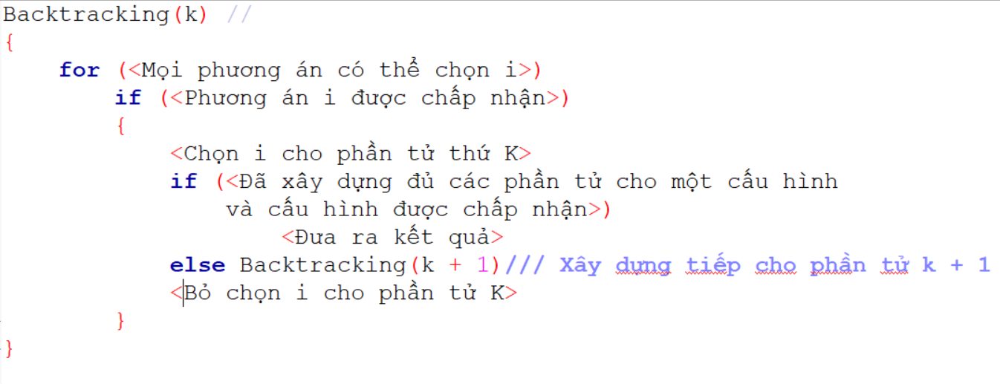 Backtracking(k) //
{
for (<Mọi phương án có thể chọn i>)
if (<Phương án i được chấp nhận>)
{
<Chọn i cho phần tử thứ K>
if (<Đã xây dựng đủ các phần tử cho một cấu hình
và cấu hình được chấp nhận>)
<Đưa ra kết quả>
else Backtracking(k + 1)/// Xây dựng tiếp cho phần tử k + 1
<Bỏ chọn i cho phần tử K>
}
}